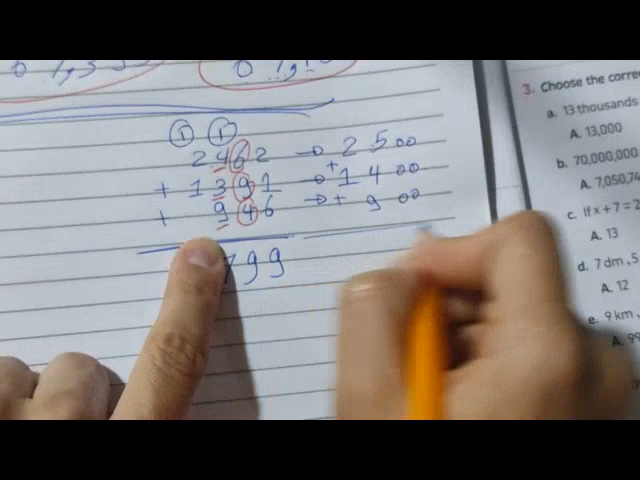 ① ①
2462 → 2500
+ 1391 → + 1400
+ 946 → + 900
799
3. Choose the corre
a. 13 thousands
A. 13,000
b. 70,000,000
A. 7,050,74
c. If x + 7 = 2
A. 13
d. 7 dm , 5
A. 12
e. 9 km ,
A. 99